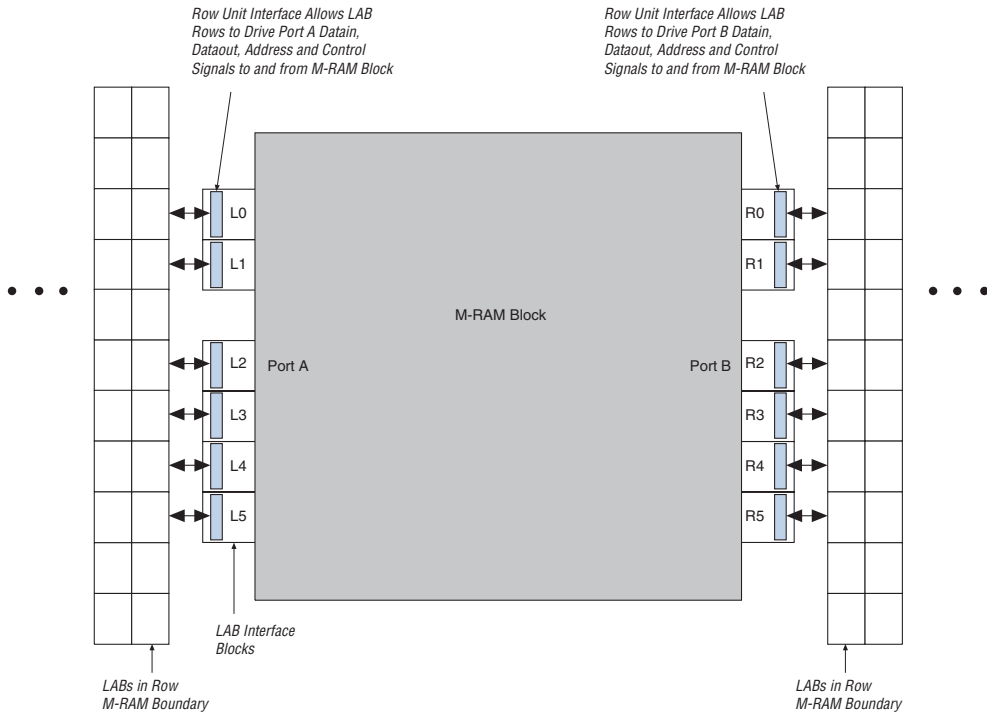 Row Unit Interface Allows LAB
Rows to Drive Port A Datain,
Dataout, Address and Control
Signals to and from M-RAM Block
Row Unit Interface Allows LAB
Rows to Drive Port B Datain,
Dataout, Address and Control
Signals to and from M-RAM Block
L0
R0
L1
R1
M-RAM Block
L2
Port A
Port B
R2
L3
R3
L4
R4
L5
R5
LAB Interface
Blocks
LABs in Row
M-RAM Boundary
LABs in Row
M-RAM Boundary